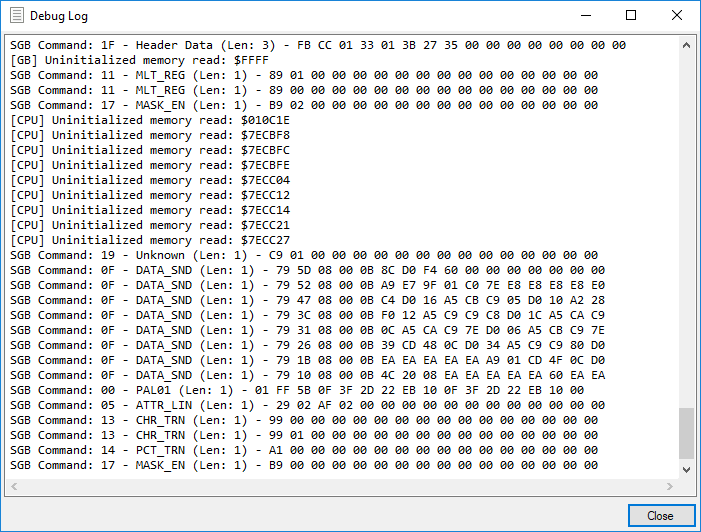 Debug Log
SGB Command: 1F - Header Data (Len: 3) - FB CC 01 33 01 3B 27 35 00 00 00 00 00 00 00 00
[GB] Uninitialized memory read: $FFFF
SGB Command: 11 - MLT_REG (Len: 1) - 89 01 00 00 00 00 00 00 00 00 00 00 00 00 00 00
SGB Command: 11 - MLT_REG (Len: 1) - 89 00 00 00 00 00 00 00 00 00 00 00 00 00 00 00
SGB Command: 17 - MASK_EN (Len: 1) - B9 02 00 00 00 00 00 00 00 00 00 00 00 00 00 00
[CPU] Uninitialized memory read: $010C1E
[CPU] Uninitialized memory read: $7ECBF8
[CPU] Uninitialized memory read: $7ECBFC
[CPU] Uninitialized memory read: $7ECBFE
[CPU] Uninitialized memory read: $7ECC04
[CPU] Uninitialized memory read: $7ECC12
[CPU] Uninitialized memory read: $7ECC14
[CPU] Uninitialized memory read: $7ECC21
[CPU] Uninitialized memory read: $7ECC27
SGB Command: 19 - Unknown (Len: 1) - C9 01 00 00 00 00 00 00 00 00 00 00 00 00 00 00
SGB Command: 0F - DATA_SND (Len: 1) - 79 5D 08 00 0B 8C D0 F4 60 00 00 00 00 00 00 00
SGB Command: 0F - DATA_SND (Len: 1) - 79 52 08 00 0B A9 E7 9F 01 C0 7E E8 E8 E8 E8 E0
SGB Command: 0F - DATA_SND (Len: 1) - 79 47 08 00 0B C4 D0 16 A5 CB C9 05 D0 10 A2 28
SGB Command: 0F - DATA_SND (Len: 1) - 79 3C 08 00 0B F0 12 A5 C9 C9 C8 D0 1C A5 CA C9
SGB Command: 0F - DATA_SND (Len: 1) - 79 31 08 00 0B 0C A5 CA C9 7E D0 06 A5 CB C9 7E
SGB Command: 0F - DATA_SND (Len: 1) - 79 26 08 00 0B 39 CD 48 0C D0 34 A5 C9 C9 80 D0
SGB Command: 0F - DATA_SND (Len: 1) - 79 1B 08 00 0B EA EA EA EA EA A9 01 CD 4F 0C D0
SGB Command: 0F - DATA_SND (Len: 1) - 79 10 08 00 0B 4C 20 08 EA EA EA EA EA 60 EA EA
SGB Command: 00 - PAL01 (Len: 1) - 01 FF 5B 0F 3F 2D 22 EB 10 0F 3F 2D 22 EB 10 00
SGB Command: 05 - ATTR_LIN (Len: 1) - 29 02 AF 02 00 00 00 00 00 00 00 00 00 00 00 00
SGB Command: 13 - CHR_TRN (Len: 1) - 99 00 00 00 00 00 00 00 00 00 00 00 00 00 00 00
SGB Command: 13 - CHR_TRN (Len: 1) - 99 01 00 00 00 00 00 00 00 00 00 00 00 00 00 00
SGB Command: 14 - PCT_TRN (Len: 1) - A1 00 00 00 00 00 00 00 00 00 00 00 00 00 00 00
SGB Command: 17 - MASK_EN (Len: 1) - B9 00 00 00 00 00 00 00 00 00 00 00 00 00 00 00
Close